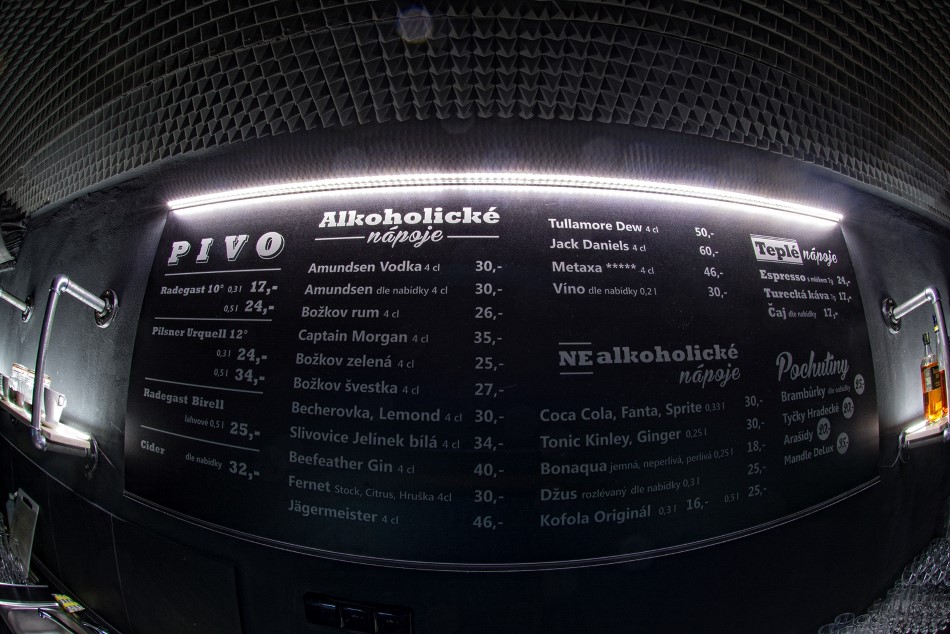 PIVO
Radegast 10° 0,3 l 17,-
0,5 l 24,-
Pilsner Urquell 12°
0,3 l 24,-
0,5 l 34,-
Radegast Birell
lahvové 0,5 l 25,-
Cider
dle nabídky 32,-
Alkoholické
nápoje
Amundsen Vodka 4 cl 30,-
Amundsen dle nabídky 4 cl 30,-
Božkov rum 4 cl 26,-
Captain Morgan 4 cl 35,-
Božkov zelená 4 cl 25,-
Božkov švestka 4 cl 27,-
Becherovka, Lemond 4 cl 30,-
Slivovice Jelínek bílá 4 cl 34,-
Beefeather Gin 4 cl 40,-
Fernet Stock, Citrus, Hruška 4cl 30,-
Jägermeister 4 cl 46,-
Tullamore Dew 4 cl 50,-
Jack Daniels 4 cl 60,-
Metaxa ***** 4 cl 46,-
Víno dle nabídky 0,2 l 30,-
NEalkoholické
nápoje
Coca Cola, Fanta, Sprite 0,33 l 30,-
Tonic Kinley, Ginger 0,25 l 30,-
Bonaqua jemná, neperlivá, perlivá 0,25 l 18,-
Džus rozlévaný dle nabídky 0,3 l 25,-
Kofola Originál 0,3 l 16,- 0,5 l 25,-
Teplé nápoje
Espresso s mlékem 7g 24,-
Turecká káva 7g 17,-
Čaj dle nabídky 17,-
Pochutiny
Brambůrky dle nabídky
Tyčky Hradecké
Arašídy
Mandle DeLux